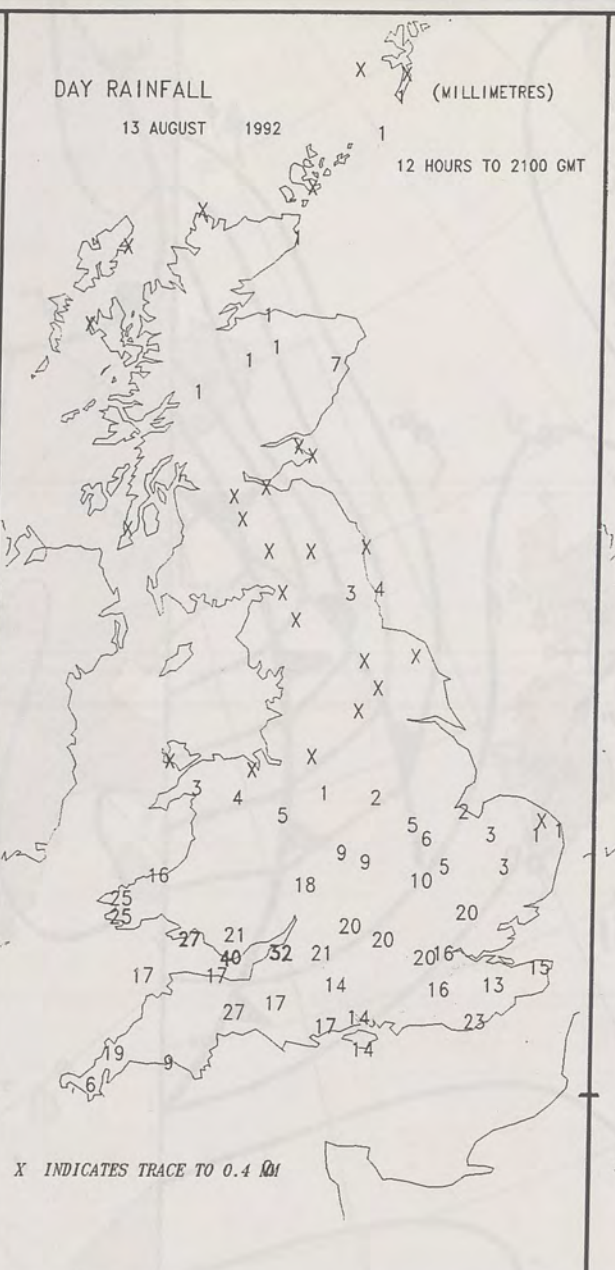 DAY RAINFALL
(MILLIMETRES)
13 AUGUST 1992
12 HOURS TO 2100 GMT
X X
1
X
X
X
1
X
1
1 1 7
1
X X
X X
X
X
X X X
X 3 4
X
X X
X
X
X X X
3 4 5 1 2
5 6 2 3 X 1 1
9 9
16 18 10 5 3
25
25 20 20
27 21 20
40 32 21 20 16
17 17 14 16 13 15
27 17 17 14 23
14
19 9
6
X INDICATES TRACE TO 0.4 MM